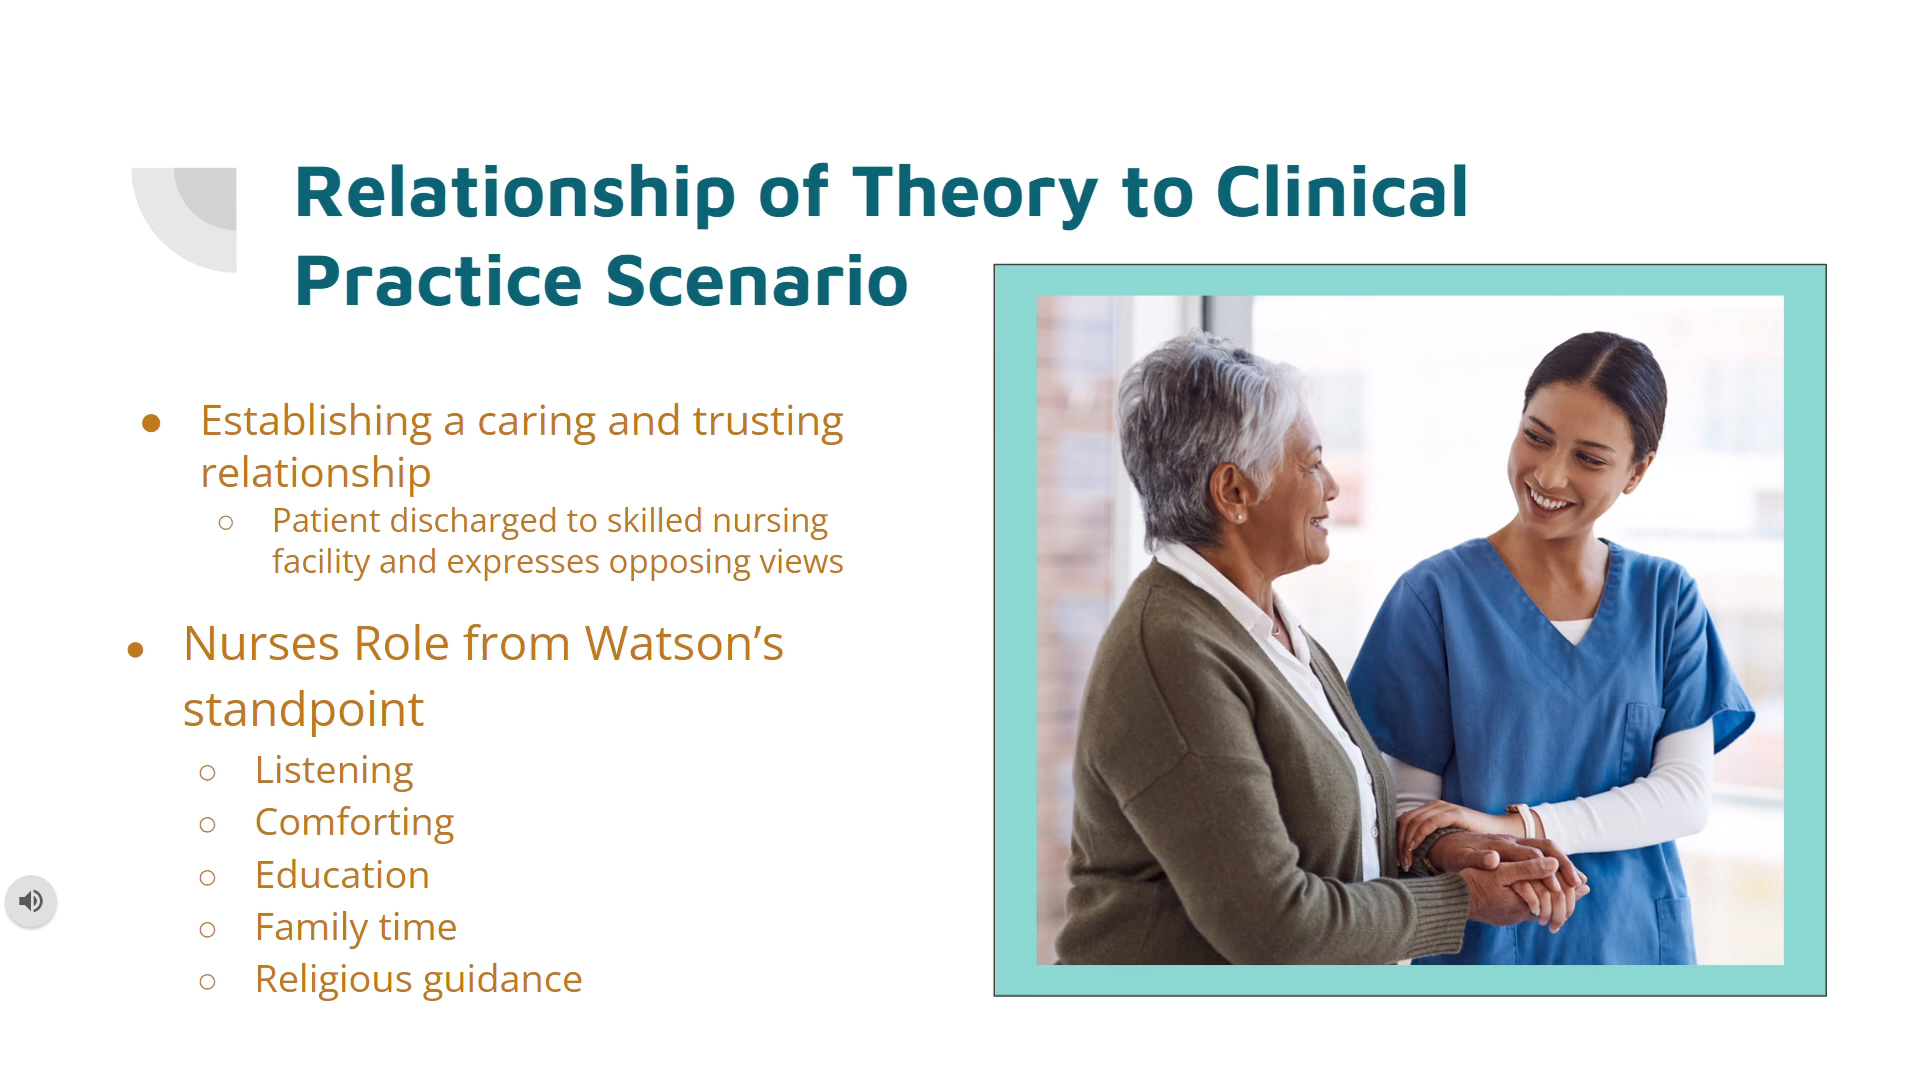 Relationship of Theory to Clinical
Practice Scenario
● Establishing a caring and trusting
relationship
○ Patient discharged to skilled nursing
facility and expresses opposing views
● Nurses Role from Watson’s
standpoint
○ Listening
○ Comforting
○ Education
○ Family time
○ Religious guidance